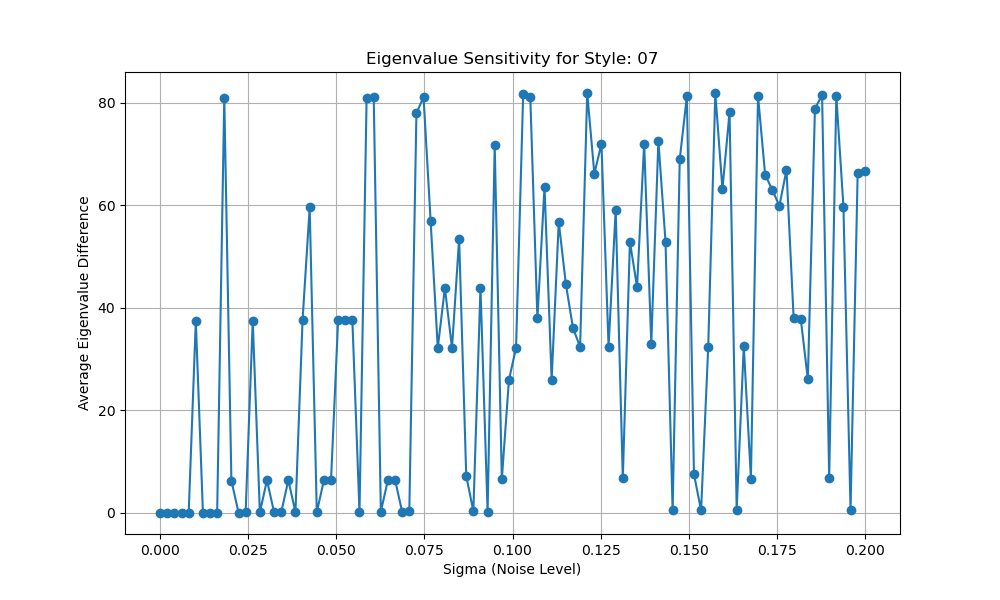 Eigenvalue Sensitivity for Style: 07
Average Eigenvalue Difference
80
60
40
20
0
0.000 0.025 0.050 0.075 0.100 0.125 0.150 0.175 0.200
Sigma (Noise Level)